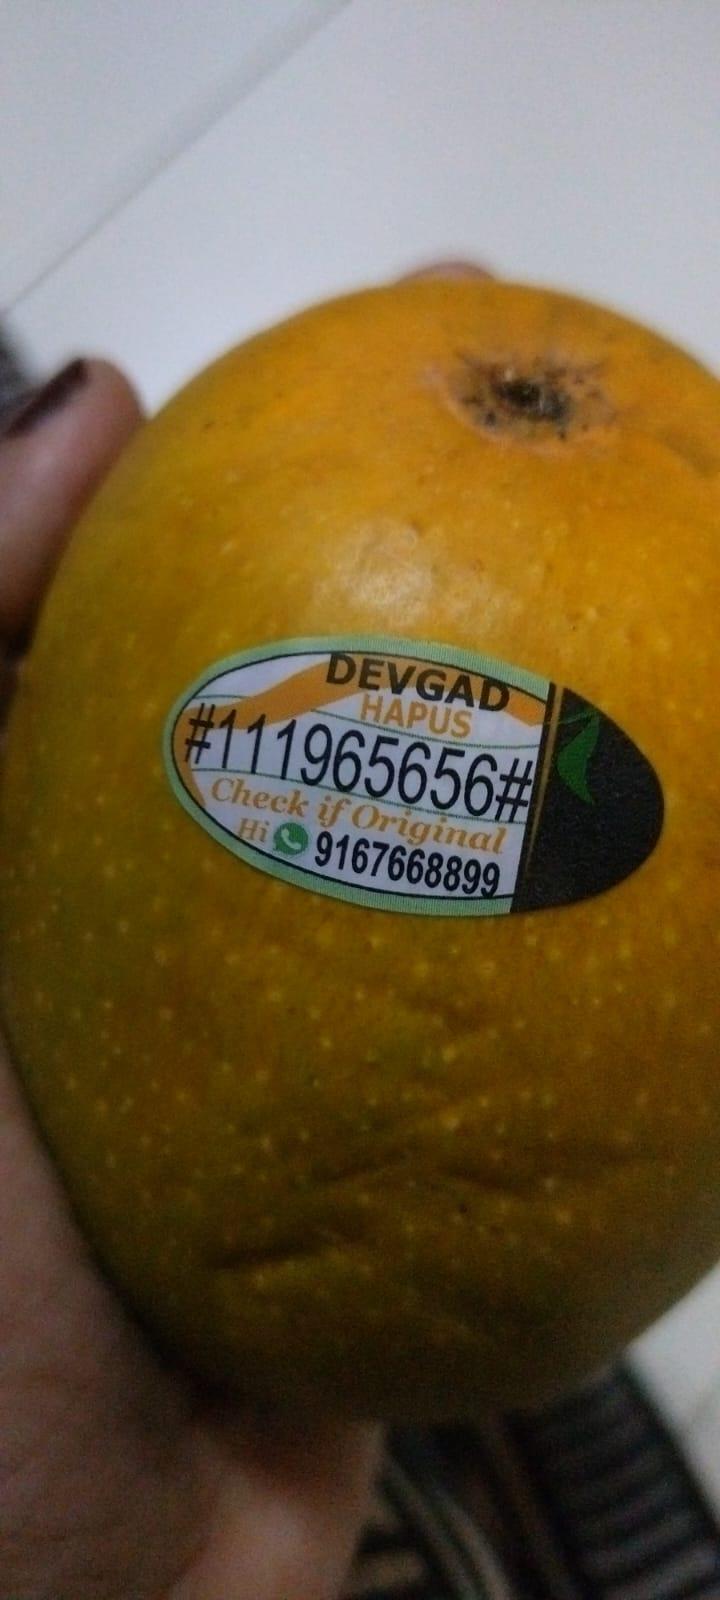 DEVGAD
HAPUS
#111965656#
Check if Original
Hi 9167668899